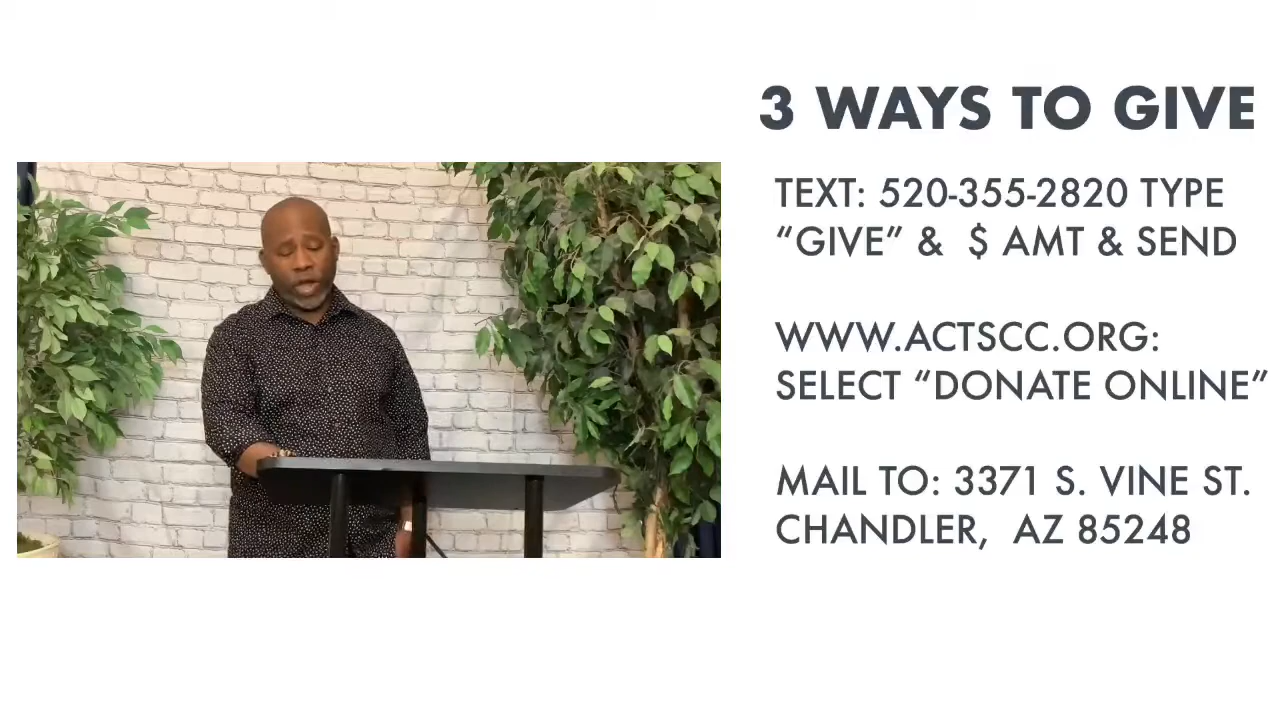 3 WAYS TO GIVE
TEXT: 520-355-2820 TYPE
“GIVE” &  $ AMT & SEND
WWW.ACTSCC.ORG:
SELECT “DONATE ONLINE”
MAIL TO: 3371 S. VINE ST.
CHANDLER,  AZ 85248